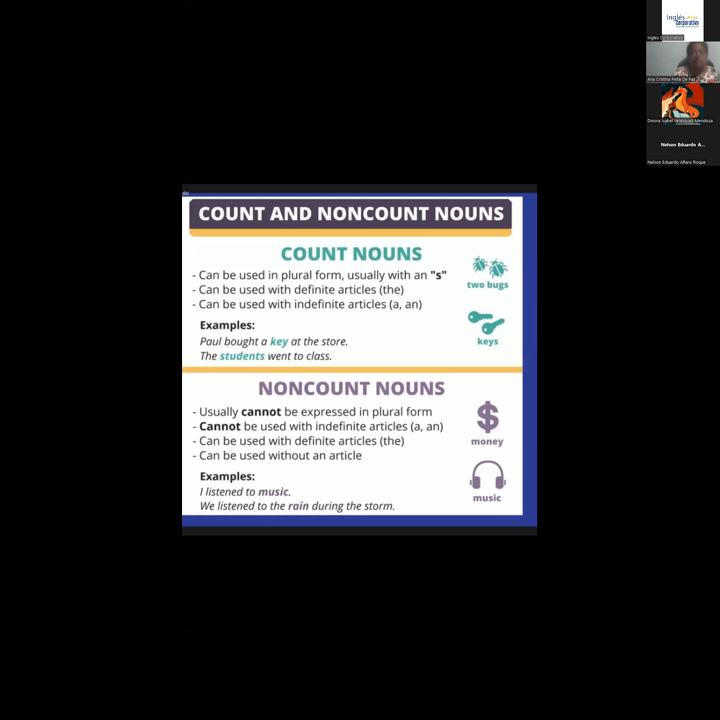 COUNT AND NONCOUNT NOUNS
COUNT NOUNS
- Can be used in plural form, usually with an "s"
- Can be used with definite articles (the)
- Can be used with indefinite articles (a, an)
Examples:
Paul bought a key at the store.
The students went to class.
two bugs
keys
NONCOUNT NOUNS
- Usually cannot be expressed in plural form
- Cannot be used with indefinite articles (a, an)
- Can be used with definite articles (the)
- Can be used without an article
Examples:
I listened to music.
We listened to the rain during the storm.
$
money
music
Inglés
corporativo
Inglés Corporativo
Ana Cristina Peña De Paz
Dinora Isabel Velásquez Mendoza
Nelson Eduardo A...
Nelson Eduardo Alfaro Roque